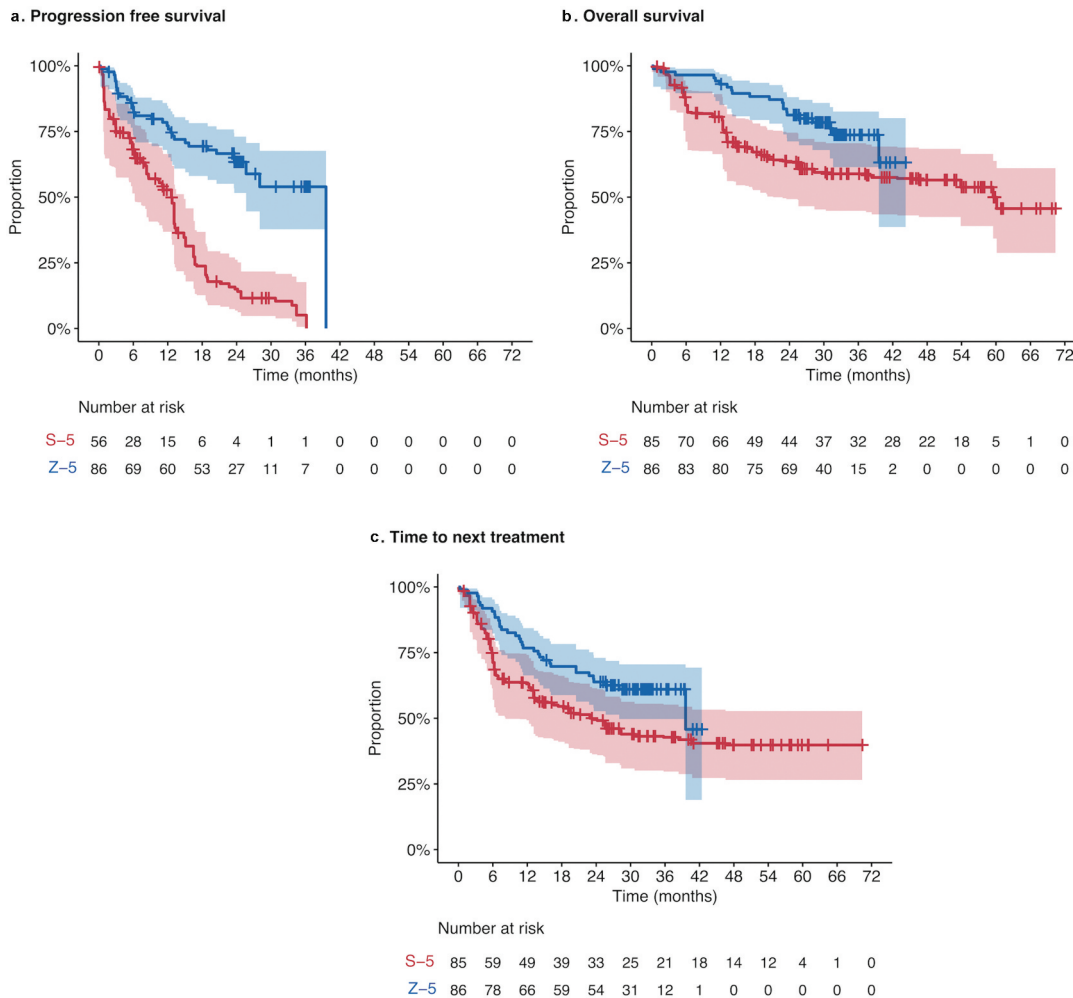 a. Progression free survival
100%
75%
50%
25%
0%
Proportion
0 6 12 18 24 30 36 42 48 54 60 66 72
Time (months)
Number at risk
S-5 56 28 15 6 4 1 1 0 0 0 0 0 0
Z-5 86 69 60 53 27 11 7 0 0 0 0 0 0
b. Overall survival
100%
75%
50%
25%
0%
Proportion
0 6 12 18 24 30 36 42 48 54 60 66 72
Time (months)
Number at risk
S-5 85 70 66 49 44 37 32 28 22 18 5 1 0
Z-5 86 83 80 75 69 40 15 2 0 0 0 0 0
c. Time to next treatment
100%
75%
50%
25%
0%
Proportion
0 6 12 18 24 30 36 42 48 54 60 66 72
Time (months)
Number at risk
S-5 85 59 49 39 33 25 21 18 14 12 4 1 0
Z-5 86 78 66 59 54 31 12 1 0 0 0 0 0